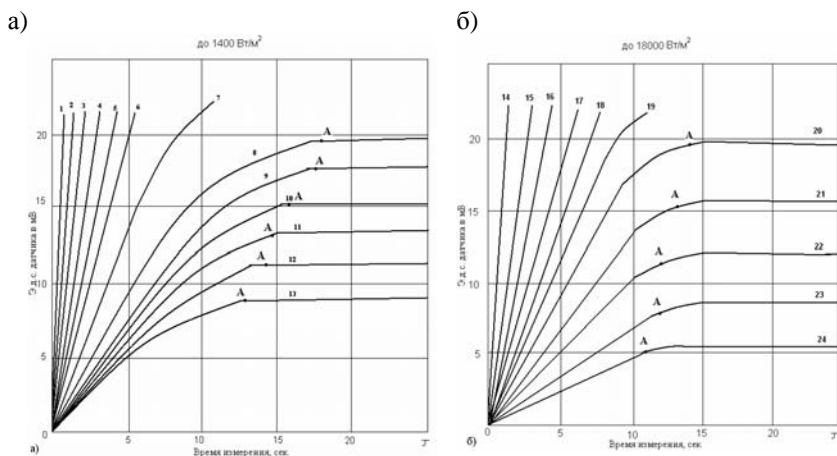 а)
б)
до 1400 Вт/м²
до 18000 Вт/м²
1 2 3 4 5 6 7
8
9
10
11
12
13
А
А
А
А
А
А
Э.д.с. датчика в мВ
20
15
10
5
0
5
10
15
20
τ
Время измерения, сек.
а)
14 15 16 17 18 19
20
21
22
23
24
А
А
А
А
А
Э.д.с. датчика в мВ
20
15
10
5
0
5
10
15
20
τ
Время измерения, сек.
б)